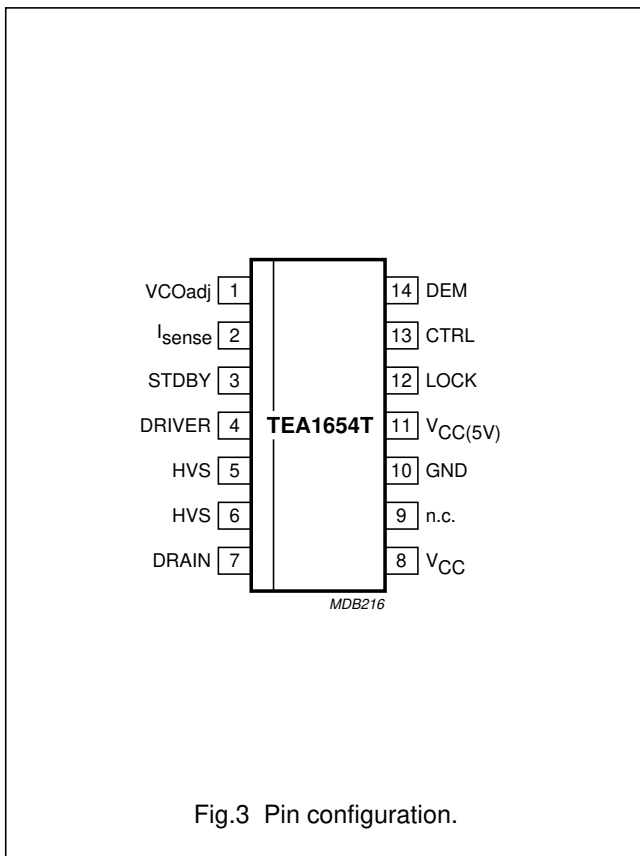 VCOadj 1 14 DEM
Isense 2 13 CTRL
STDBY 3 12 LOCK
DRIVER 4 TEA1654T 11 VCC(5V)
HVS 5 10 GND
HVS 6 9 n.c.
DRAIN 7 8 VCC
MDB216
Fig.3 Pin configuration.